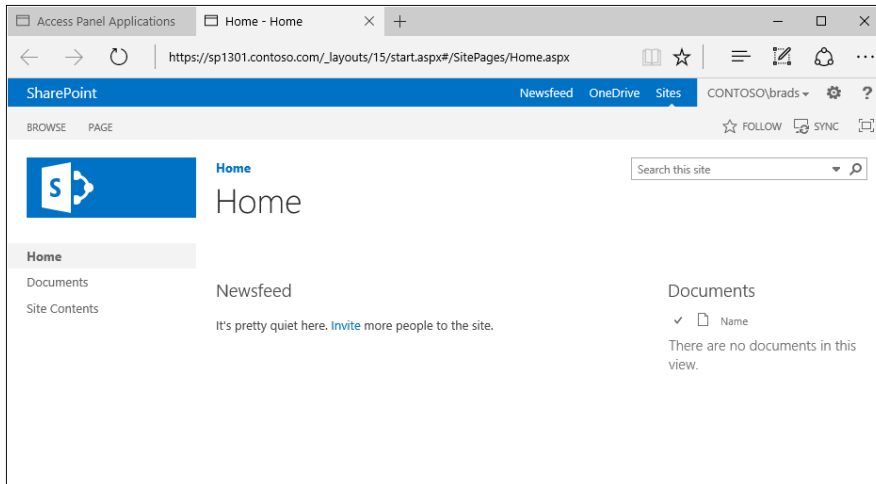 Access Panel Applications
Home - Home
https://sp1301.contoso.com/_layouts/15/start.aspx#/SitePages/Home.aspx
SharePoint Newsfeed OneDrive Sites CONTOSO\brads ?
BROWSE PAGE FOLLOW SYNC
S
Home
Home
Search this site
Home
Documents
Site Contents
Newsfeed
It's pretty quiet here. Invite more people to the site.
Documents
Name
There are no documents in this
view.